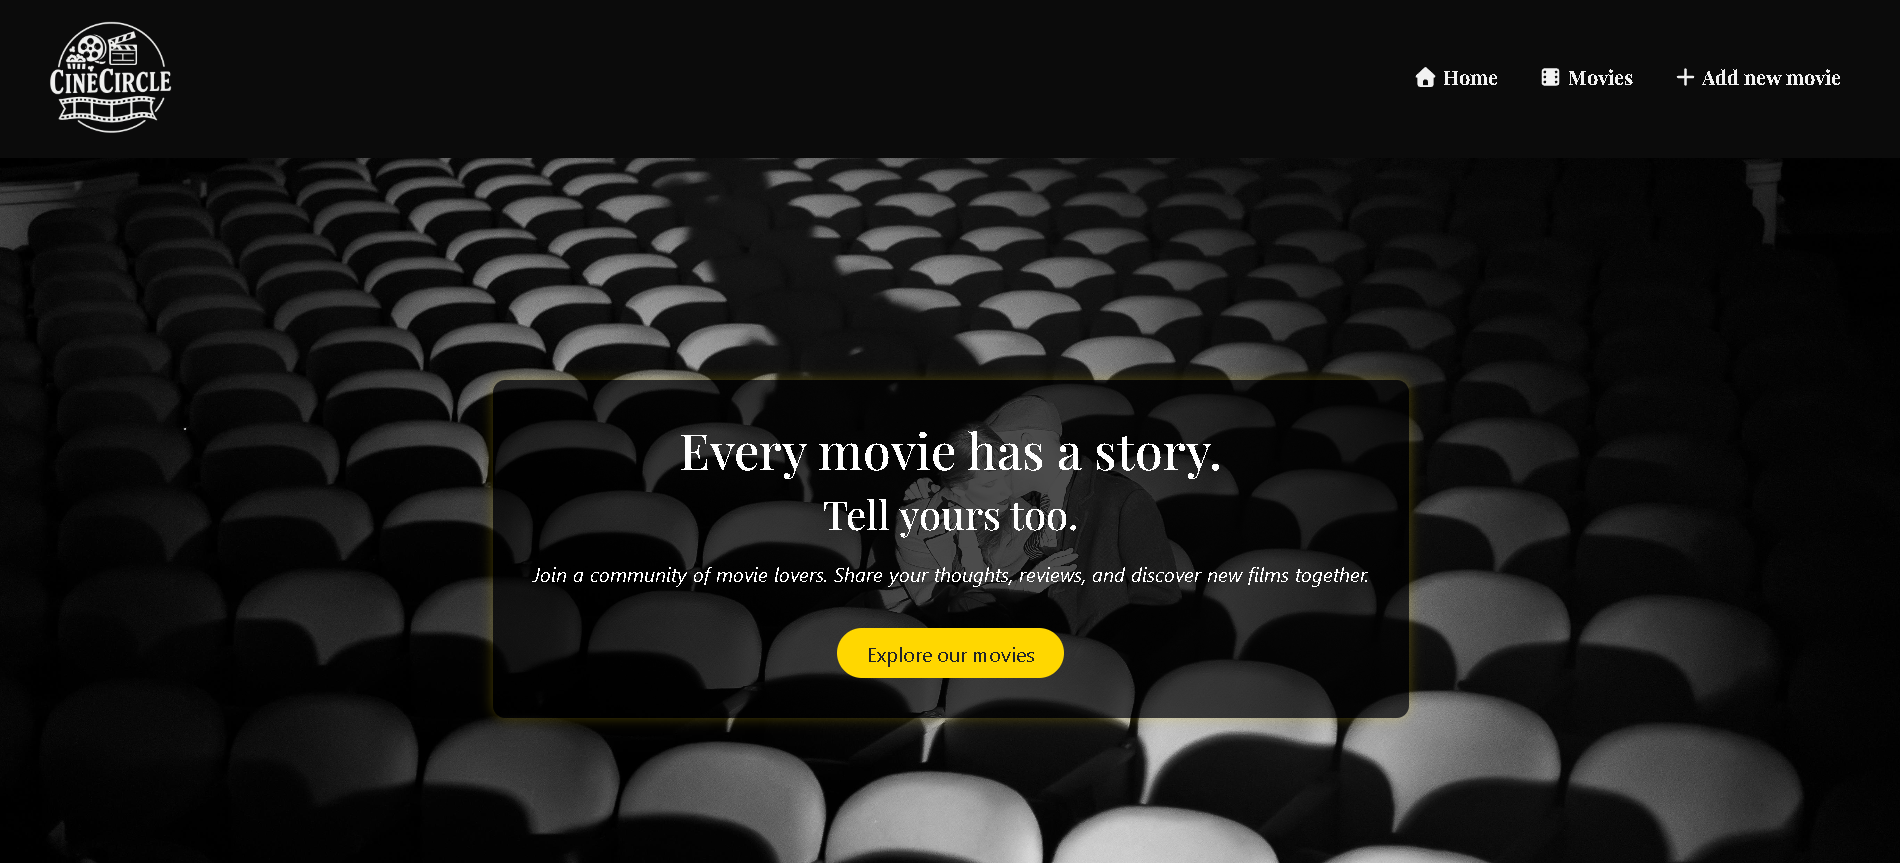 CINECIRCLE
Home
Movies
Add new movie
Every movie has a story.
Tell yours too.
Join a community of movie lovers. Share your thoughts, reviews, and discover new films together.
Explore our movies